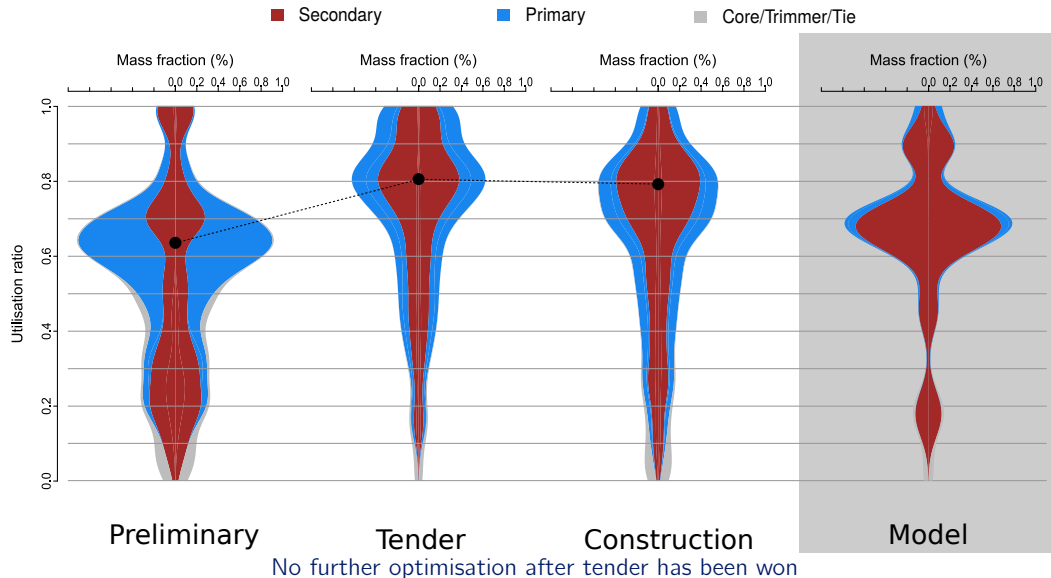 Secondary Primary Core/Trimmer/Tie
Mass fraction (%) Mass fraction (%) Mass fraction (%) Mass fraction (%)
0,0 0,2 0,4 0,6 0,8 1,0 0,0 0,2 0,4 0,6 0,8 1,0 0,0 0,2 0,4 0,6 0,8 1,0 0,0 0,2 0,4 0,6 0,8 1,0
Utilisation ratio
1.0
0.8
0.6
0.4
0.2
0.0
Preliminary Tender Construction Model
No further optimisation after tender has been won